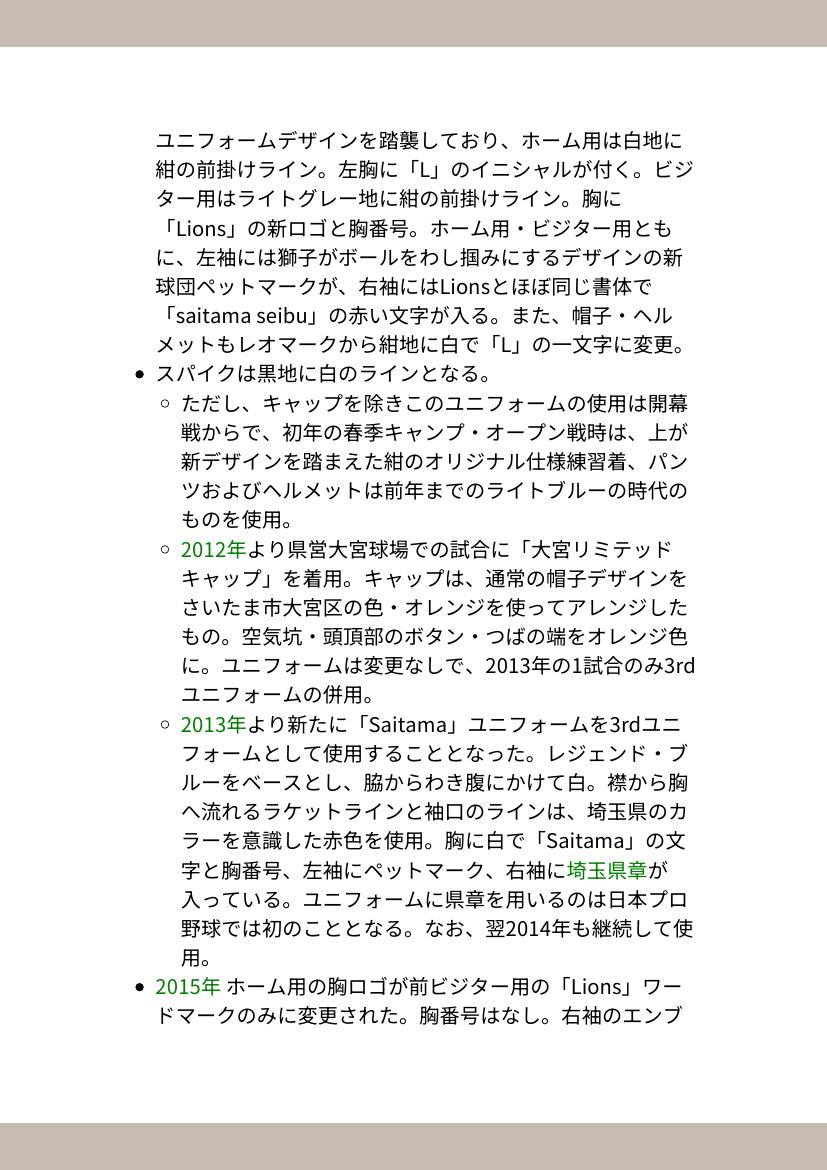 ユニフォームデザインを踏襲しており、ホーム用は白地に
紺の前掛けライン。左胸に「L」のイニシャルが付く。ビジ
ター用はライトグレー地に紺の前掛けライン。胸に
「Lions」の新ロゴと胸番号。ホーム用・ビジター用とも
に、左袖には獅子がボールをわし掴みにするデザインの新
球団ペットマークが、右袖にはLionsとほぼ同じ書体で
「saitama seibu」の赤い文字が入る。また、帽子・ヘル
メットもレオマークから紺地に白で「L」の一文字に変更。
• スパイクは黒地に白のラインとなる。
◦ ただし、キャップを除きこのユニフォームの使用は開幕
戦からで、初年の春季キャンプ・オープン戦時は、上が
新デザインを踏まえた紺のオリジナル仕様練習着、パン
ツおよびヘルメットは前年までのライトブルーの時代の
ものを使用。
◦ 2012年より県営大宮球場での試合に「大宮リミテッド
キャップ」を着用。キャップは、通常の帽子デザインを
さいたま市大宮区の色・オレンジを使ってアレンジした
もの。空気坑・頭頂部のボタン・つばの端をオレンジ色
に。ユニフォームは変更なしで、2013年の1試合のみ3rd
ユニフォームの併用。
◦ 2013年より新たに「Saitama」ユニフォームを3rdユニ
フォームとして使用することとなった。レジェンド・ブ
ルーをベースとし、脇からわき腹にかけて白。襟から胸
へ流れるラケットラインと袖口のラインは、埼玉県のカ
ラーを意識した赤色を使用。胸に白で「Saitama」の文
字と胸番号、左袖にペットマーク、右袖に埼玉県章が
入っている。ユニフォームに県章を用いるのは日本プロ
野球では初のこととなる。なお、翌2014年も継続して使
用。
• 2015年 ホーム用の胸ロゴが前ビジター用の「Lions」ワー
ドマークのみに変更された。胸番号はなし。右袖のエンブ